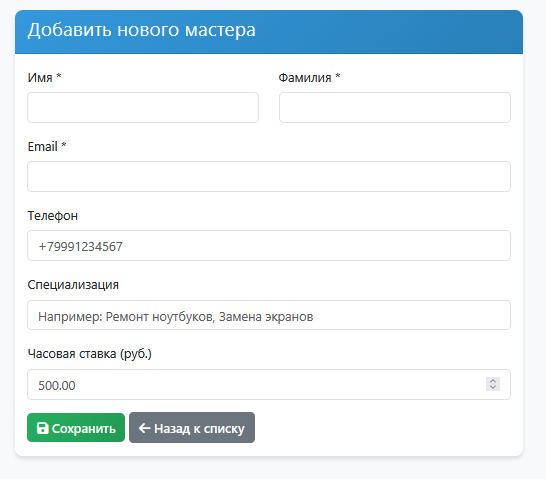 Добавить нового мастера
Имя * Фамилия *
Email *
Телефон
+79991234567
Специализация
Например: Ремонт ноутбуков, Замена экранов
Часовая ставка (руб.)
500.00
Сохранить Назад к списку